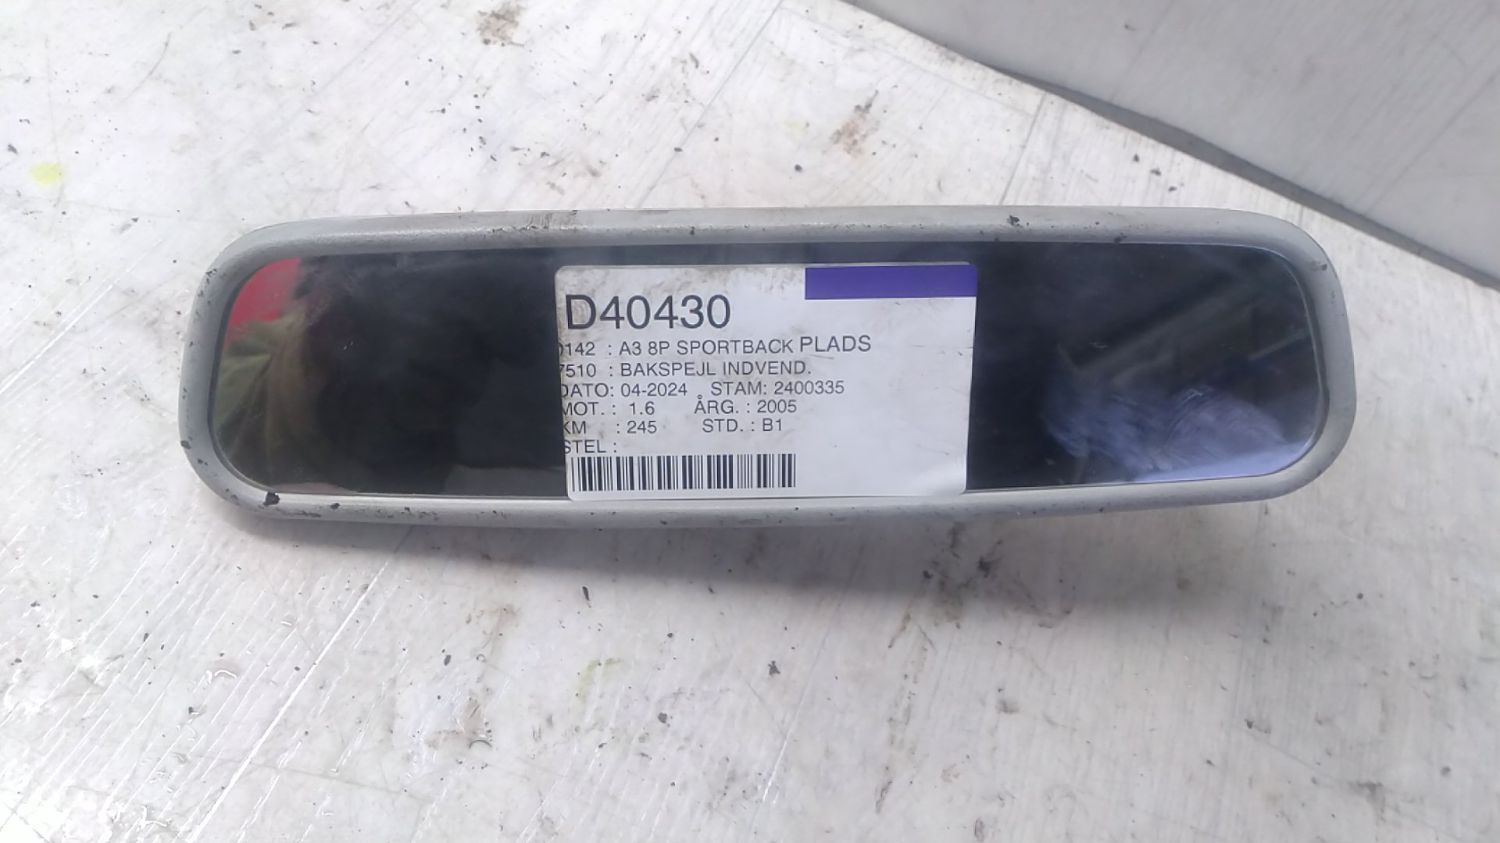 D40430
0142 : A3 8P SPORTBACK PLADS
7510 : BAKSPEJL INDVEND.
DATO: 04-2024 STAM: 2400335
MOT. : 1.6 ÅRG. : 2005
KM : 245 STD. : B1
STEL :